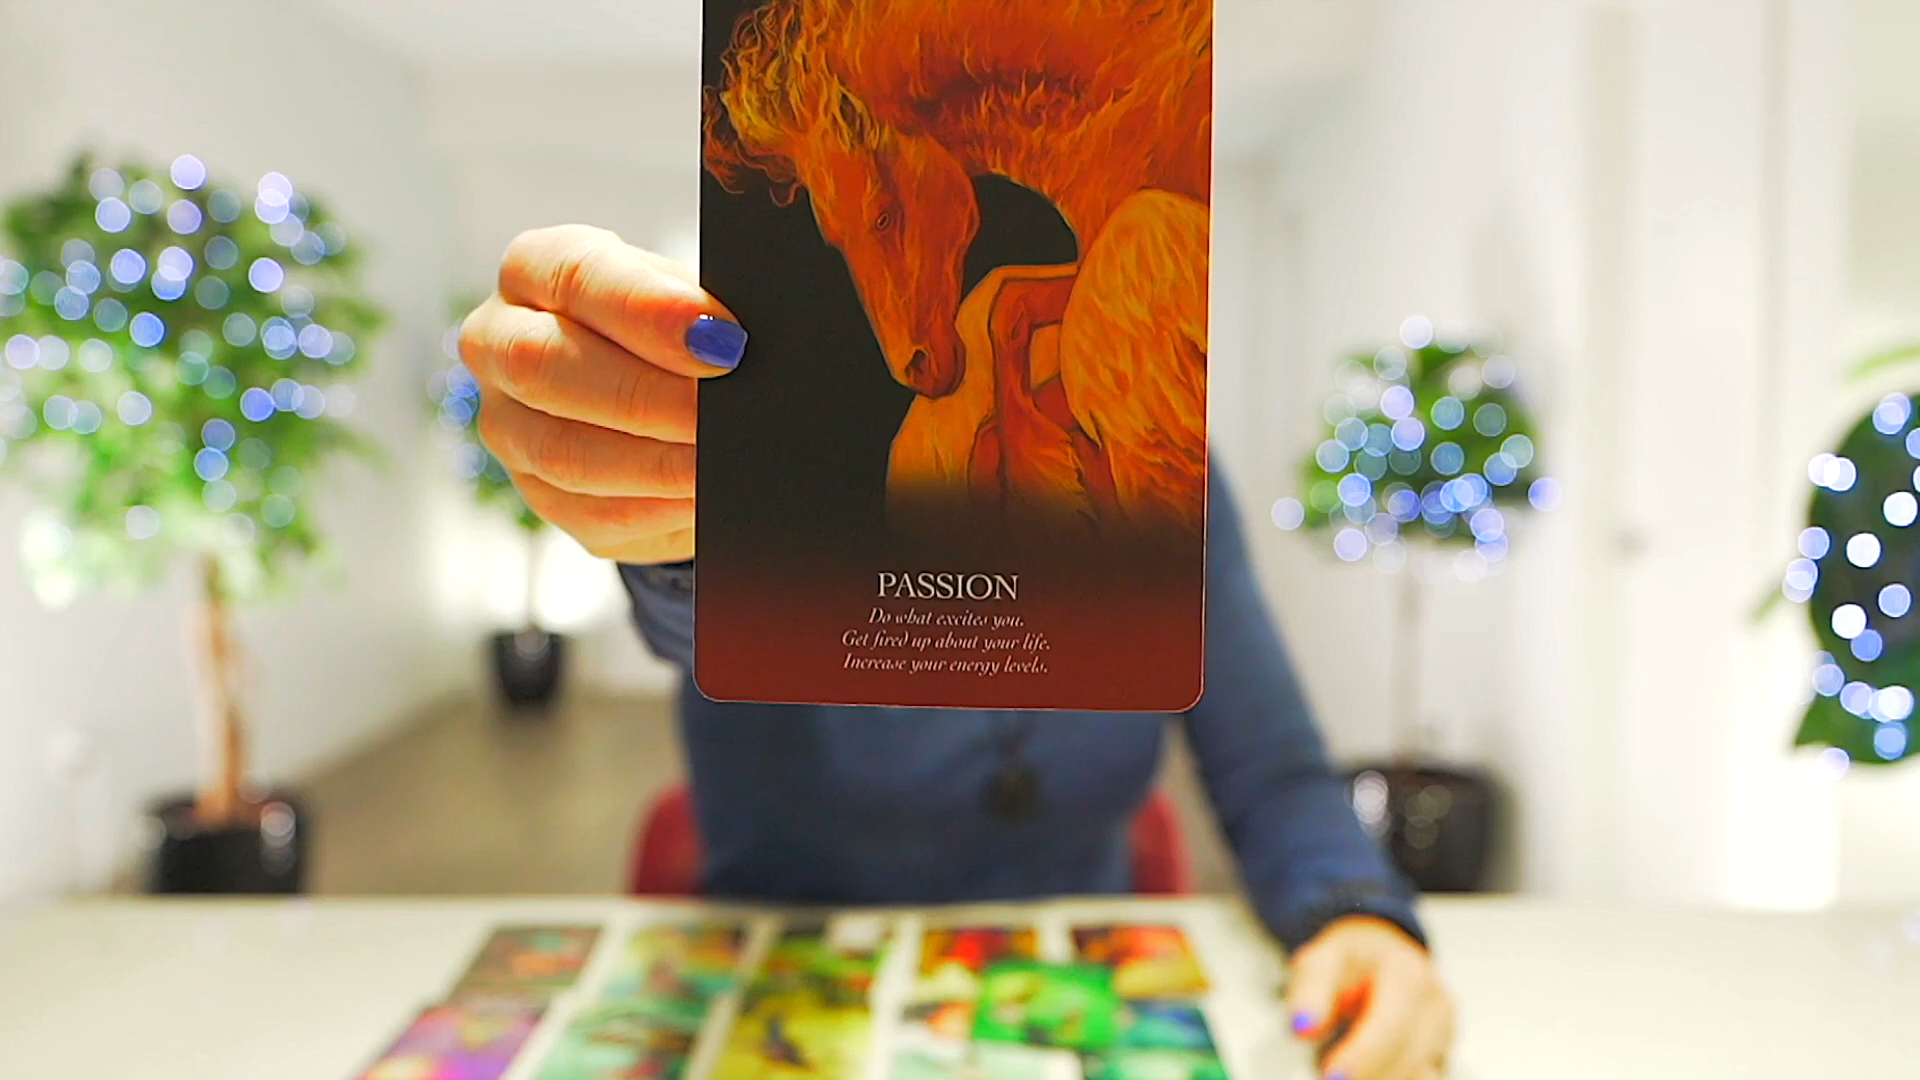 PASSION
Do what excites you.
Get fired up about your life.
Increase your energy levels.